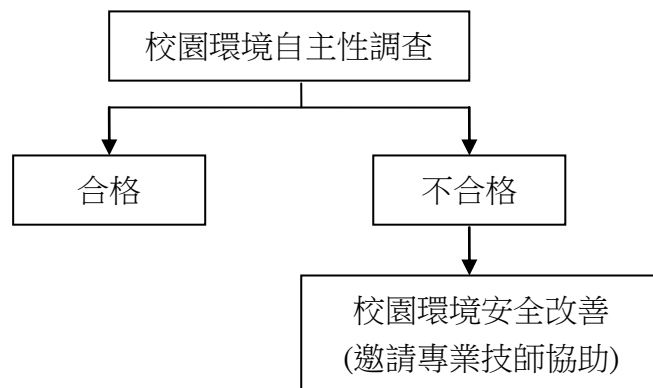 校園環境自主性調查
合格
不合格
校園環境安全改善
(邀請專業技師協助)